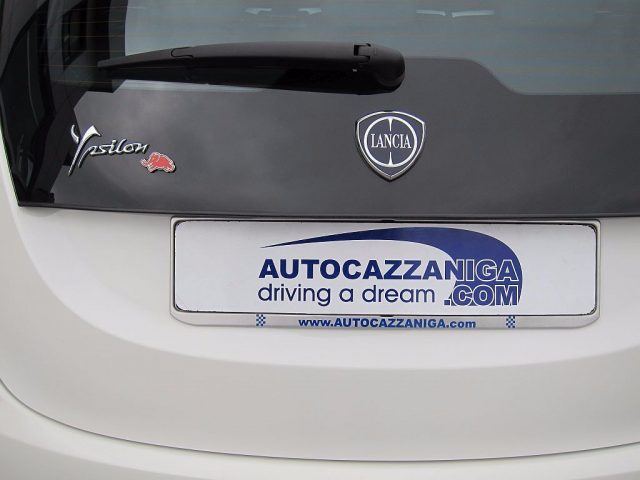 Ypsilon
LANCIA
AUTOCAZZANIGA
driving a dream .COM
www.AUTOCAZZANIGA.com